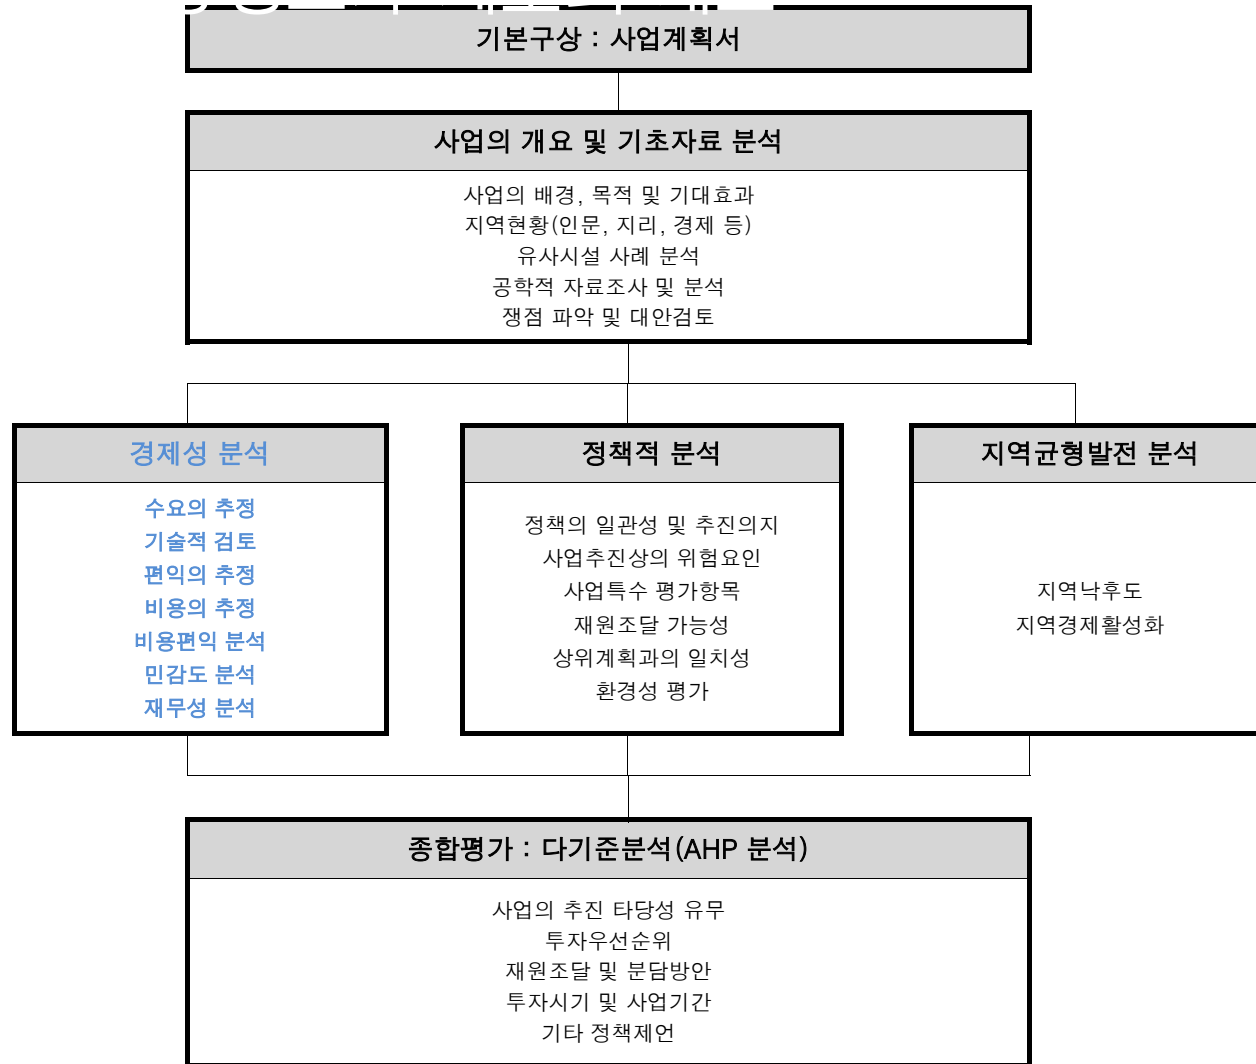 기본구상 : 사업계획서
사업의 개요 및 기초자료 분석
사업의 배경, 목적 및 기대효과
지역현황(인문, 지리, 경제 등)
유사시설 사례 분석
공학적 자료조사 및 분석
쟁점 파악 및 대안검토
경제성 분석
수요의 추정
기술적 검토
편익의 추정
비용의 추정
비용편익 분석
민감도 분석
재무성 분석
정책적 분석
정책의 일관성 및 추진의지
사업추진상의 위험요인
사업특수 평가항목
재원조달 가능성
상위계획과의 일치성
환경성 평가
지역균형발전 분석
지역낙후도
지역경제활성화
종합평가 : 다기준분석(AHP 분석)
사업의 추진 타당성 유무
투자우선순위
재원조달 및 분담방안
투자시기 및 사업기간
기타 정책제언